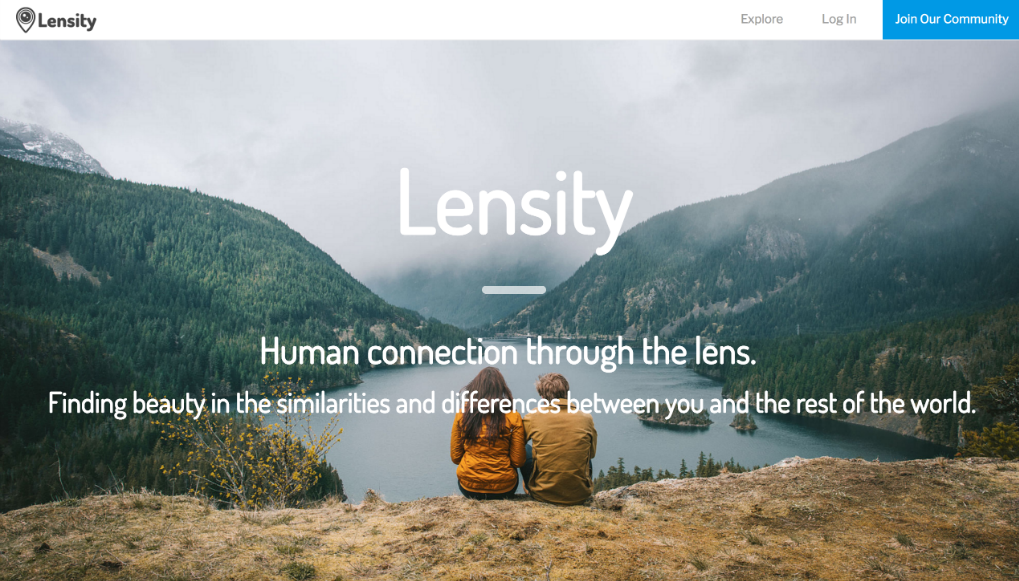 Lensity
Explore
Log In
Join Our Community
Lensity
Human connection through the lens.
Finding beauty in the similarities and differences between you and the rest of the world.